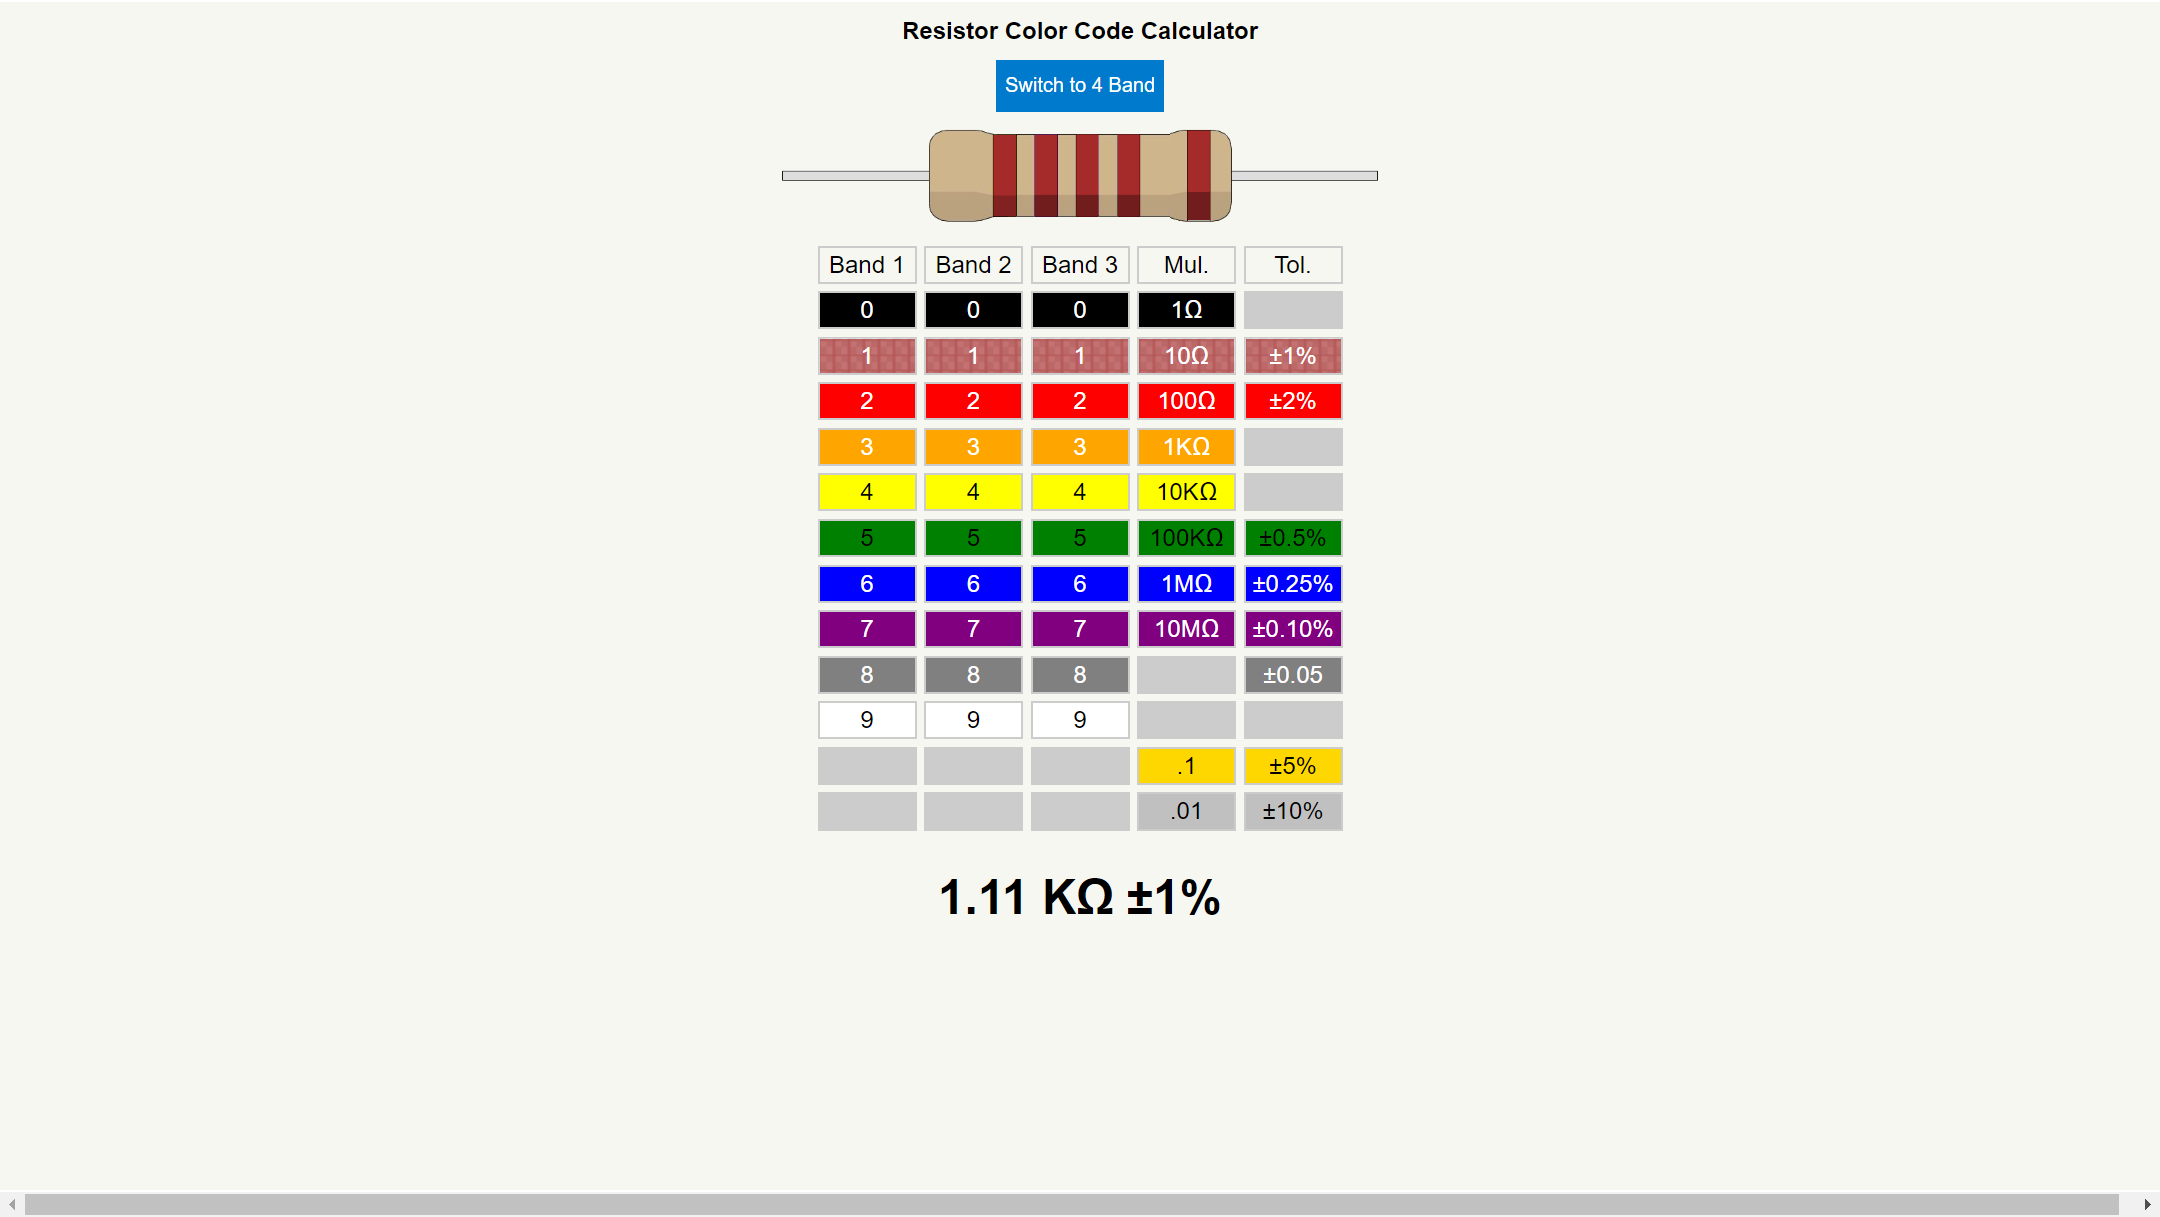 Resistor Color Code Calculator
Switch to 4 Band
Band 1 Band 2 Band 3 Mul. Tol.
0 0 0 1Ω
1 1 1 10Ω ±1%
2 2 2 100Ω ±2%
3 3 3 1KΩ
4 4 4 10KΩ
5 5 5 100KΩ ±0.5%
6 6 6 1MΩ ±0.25%
7 7 7 10MΩ ±0.10%
8 8 8 ±0.05
9 9 9
.1 ±5%
.01 ±10%
1.11 KΩ ±1%